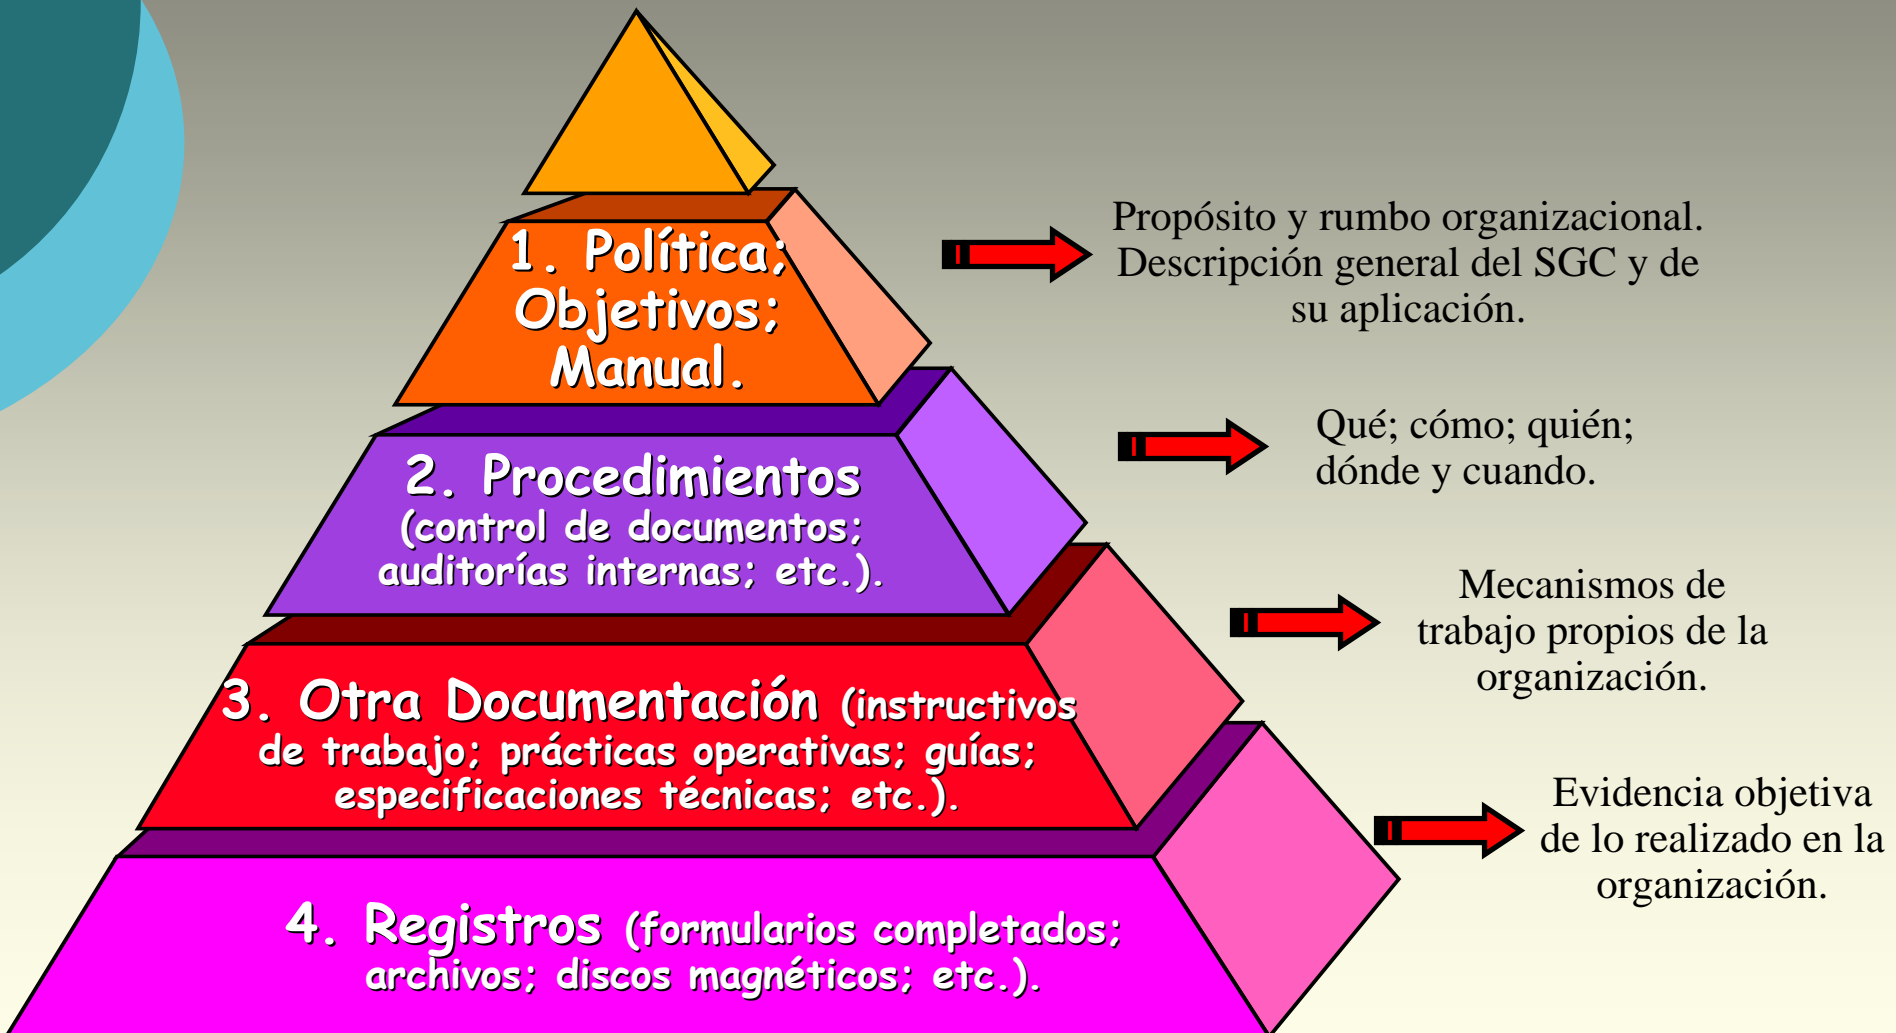 1. Política;
Objetivos;
Manual.
Propósito y rumbo organizacional.
Descripción general del SGC y de
su aplicación.
2. Procedimientos
(control de documentos;
auditorías internas; etc.).
Qué; cómo; quién;
dónde y cuando.
3. Otra Documentación (instructivos
de trabajo; prácticas operativas; guías;
especificaciones técnicas; etc.).
Mecanismos de
trabajo propios de la
organización.
4. Registros (formularios completados;
archivos; discos magnéticos; etc.).
Evidencia objetiva
de lo realizado en la
organización.